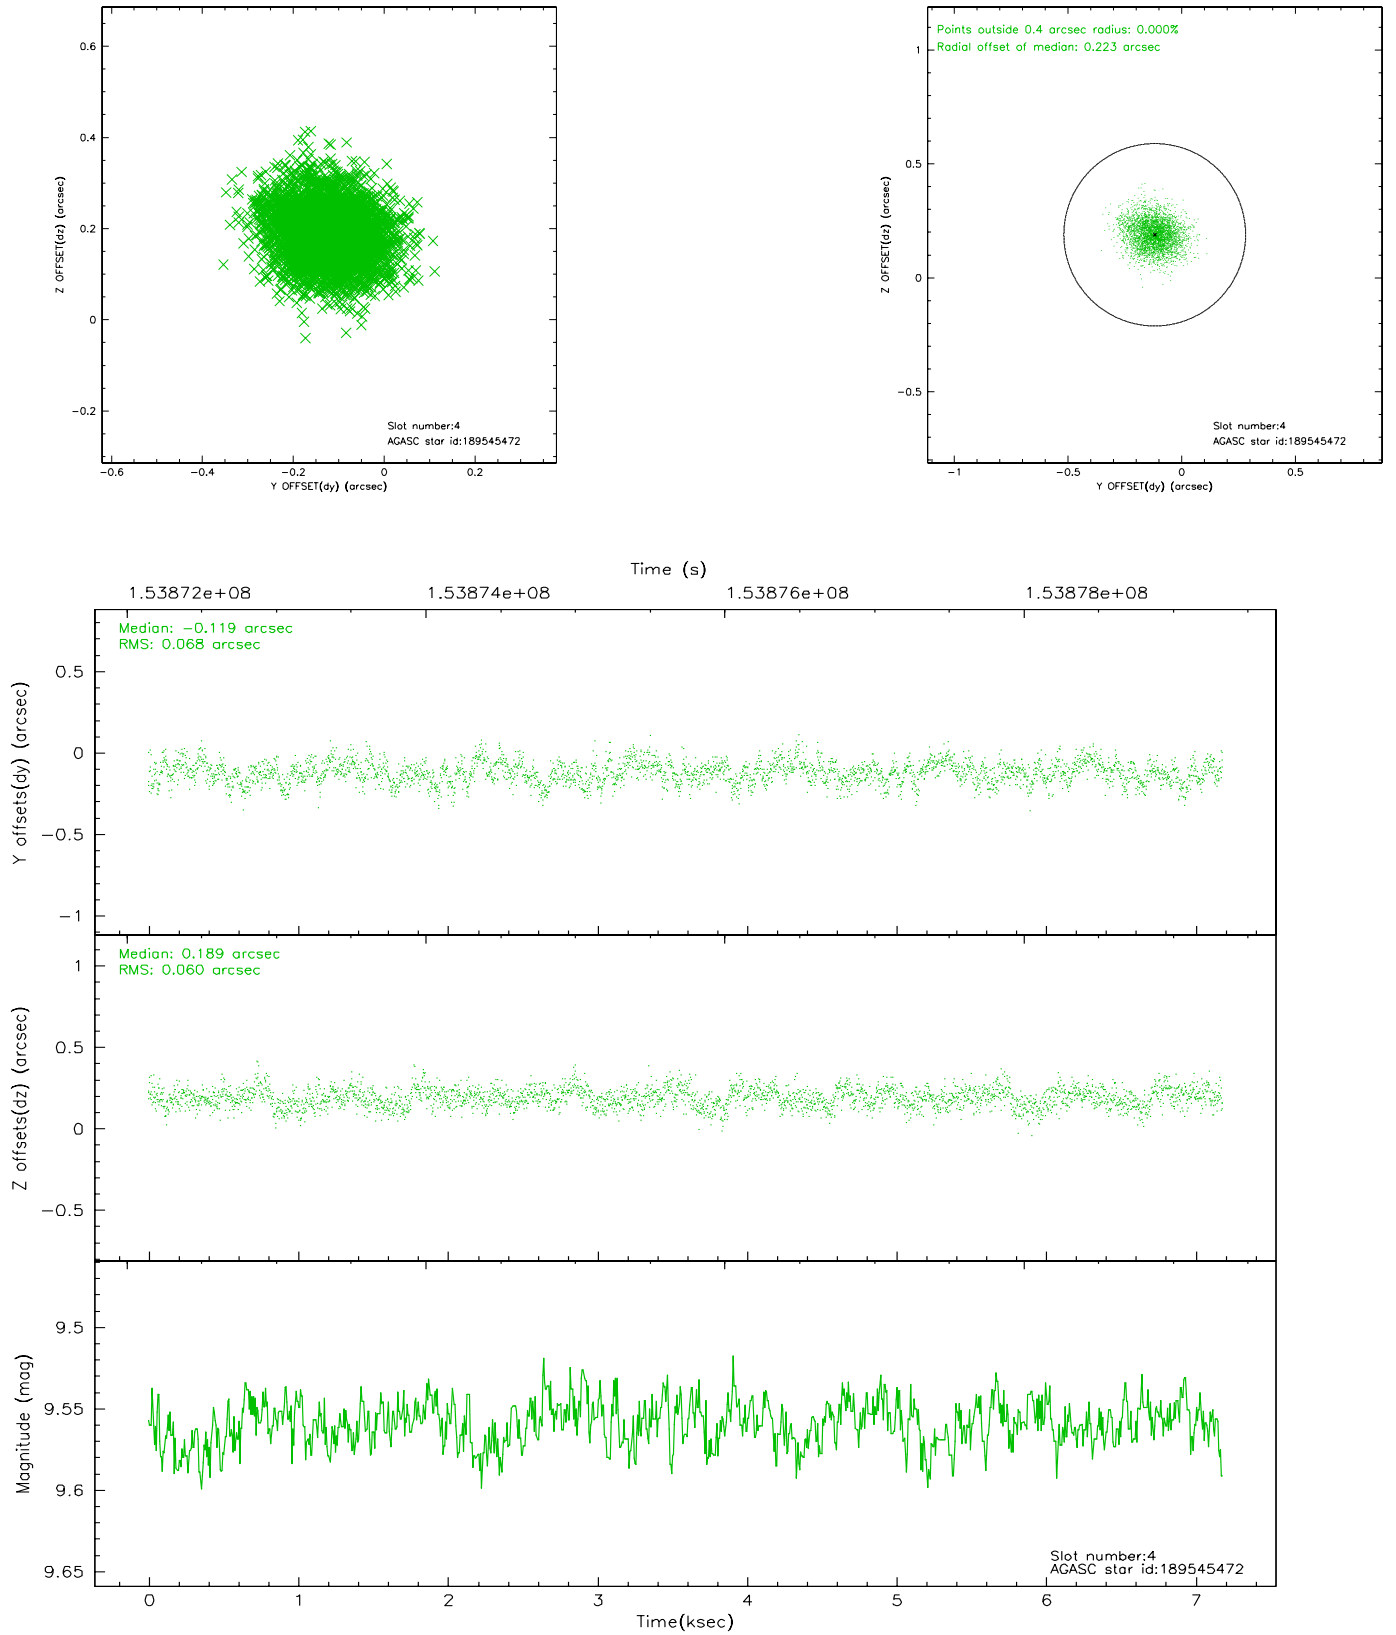 0.6
0.4
0.2
0
-0.2
Z OFFSET(dz) (arcsec)
-0.6
-0.4
-0.2
0
0.2
Y OFFSET(dy) (arcsec)
Slot number:4
AGASC star id:189545472
Points outside 0.4 arcsec radius: 0.000%
Radial offset of median: 0.223 arcsec
1
0.5
0
-0.5
Z OFFSET(dz) (arcsec)
-1
-0.5
0
0.5
Y OFFSET(dy) (arcsec)
Slot number:4
AGASC star id:189545472
Time (s)
1.53872e+08
1.53874e+08
1.53876e+08
1.53878e+08
Median: -0.119 arcsec
RMS: 0.068 arcsec
0.5
0
-0.5
-1
Y offsets(dy) (arcsec)
Median: 0.189 arcsec
RMS: 0.060 arcsec
1
0.5
0
-0.5
Z offsets(dz) (arcsec)
9.5
9.55
9.6
9.65
Magnitude (mag)
Slot number:4
AGASC star id:189545472
0
1
2
3
4
5
6
7
Time(ksec)